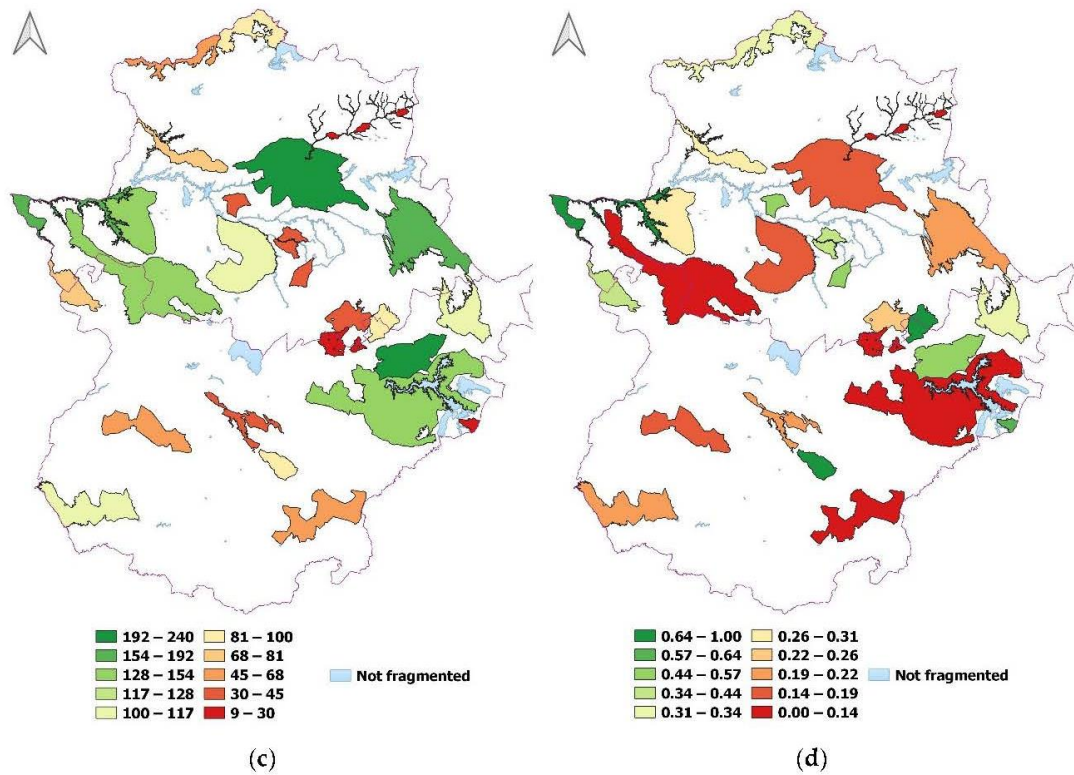 192 – 240 81 – 100
154 – 192 68 – 81
128 – 154 45 – 68 Not fragmented
117 – 128 30 – 45
100 – 117 9 – 30
(c)
0.64 – 1.00 0.26 – 0.31
0.57 – 0.64 0.22 – 0.26
0.44 – 0.57 0.19 – 0.22 Not fragmented
0.34 – 0.44 0.14 – 0.19
0.31 – 0.34 0.00 – 0.14
(d)